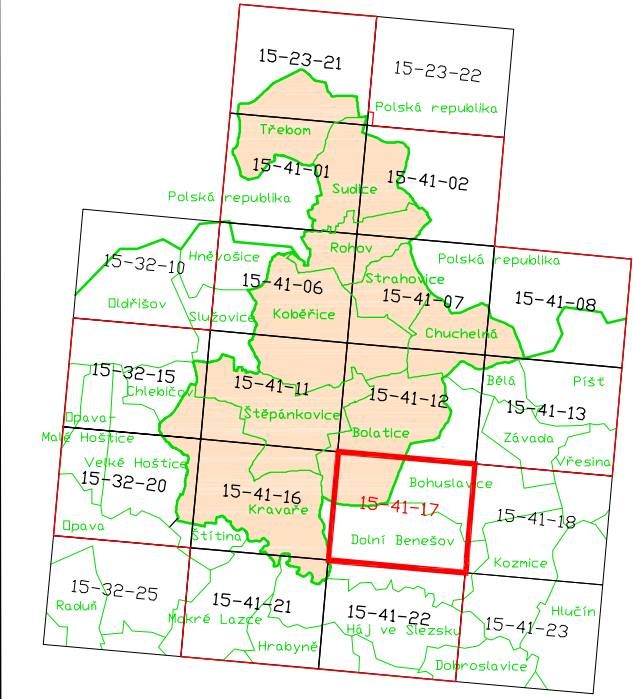 15-23-21
15-23-22
Polská republika
Třebom
15-41-01
15-41-02
Sudice
Polská republika
Rohov
Hněvošice
Polská republika
15-32-10
15-41-06
Strahovice
15-41-07
15-41-08
Oldřišov
Služovice
Kobeřice
Chuchelná
15-32-15
15-41-11
15-41-12
Bělá
Píšť
Chlebičov
15-41-13
Opava-
Malé Hoštice
Štěpánkovice
Bolatice
Závada
Velké Hoštice
Vřesina
15-32-20
15-41-16
Bohuslavice
Kravaře
15-41-17
15-41-18
Opava
Štítina
Dolní Benešov
Kozmice
15-32-25
15-41-21
15-41-22
Hlučín
Raduň
Mokré Lazce
Háj ve Slezsku
15-41-23
Hrabyně
Dobroslavice